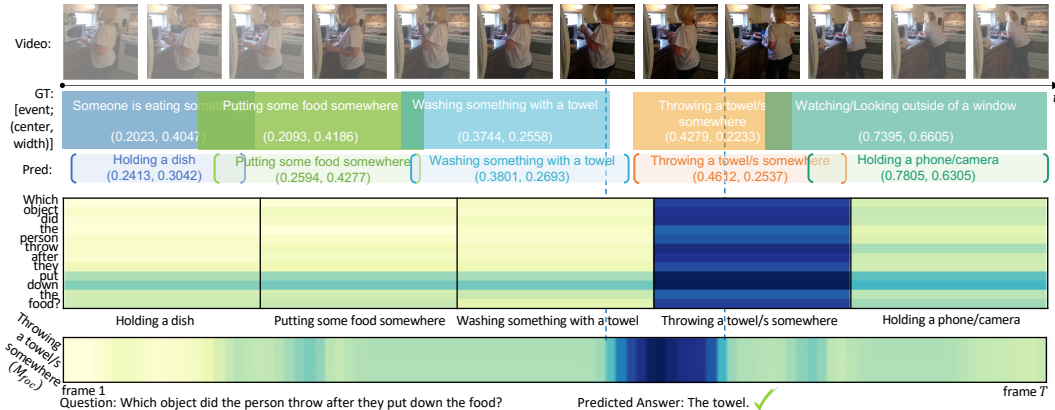 Video:
t
GT:
[event;
(center,
width)]
Someone is eating something
(0.2023, 0.4047)
Putting some food somewhere
(0.2093, 0.4186)
Washing something with a towel
(0.3744, 0.2558)
Throwing a towel/s
somewhere
(0.4279, 0.2233)
Watching/Looking outside of a window
(0.7395, 0.6605)
Pred:
Holding a dish
(0.2413, 0.3042)
Putting some food somewhere
(0.2594, 0.4277)
Washing something with a towel
(0.3801, 0.2693)
Throwing a towel/s somewhere
(0.4612, 0.2537)
Holding a phone/camera
(0.7805, 0.6305)
Which
object
did
the
person
throw
after
they
put
down
the
food?
Holding a dish
Putting some food somewhere
Washing something with a towel
Throwing a towel/s somewhere
Holding a phone/camera
Throwing
a towel/s
somewhere
(M_foc)
frame 1
frame T
Question: Which object did the person throw after they put down the food?
Predicted Answer: The towel.